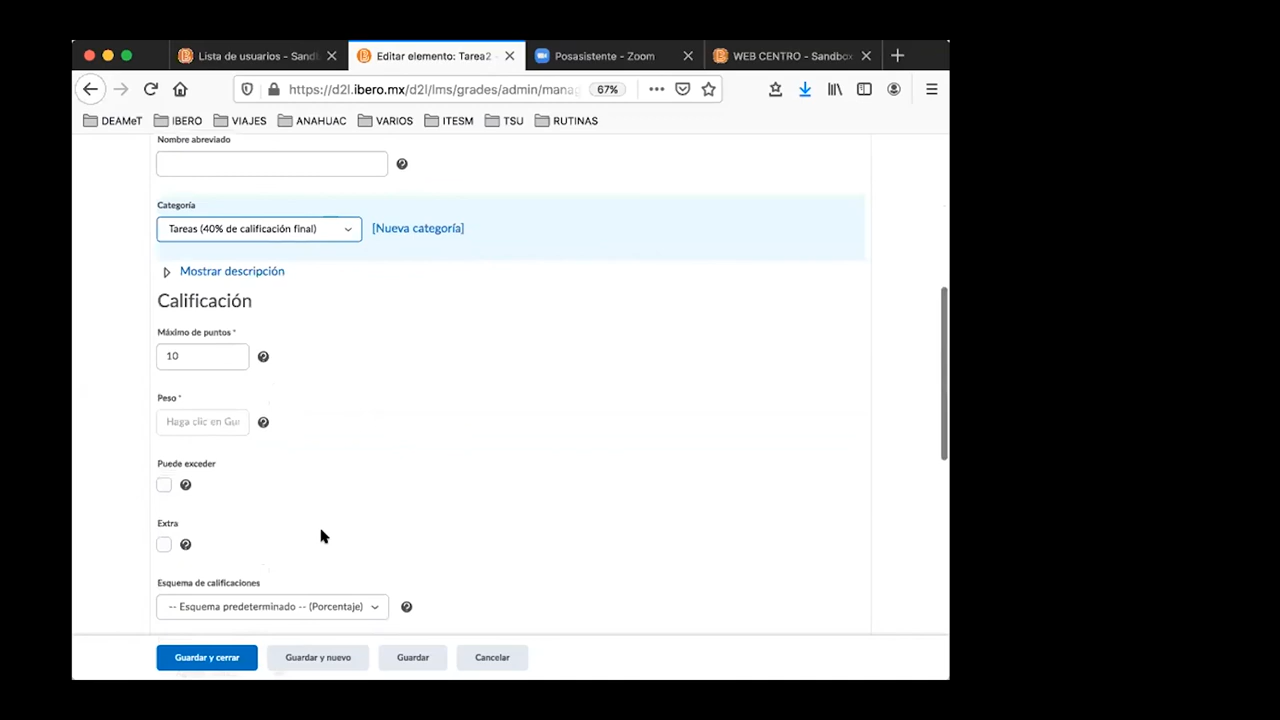 Lista de usuarios - Sand
Editar elemento: Tarea2 -
Posasistente - Zoom
WEB CENTRO - Sandbox
https://d2l.ibero.mx/d2l/lms/grades/admin/manag
67%
DEAMeT
IBERO
VIAJES
ANAHUAC
VARIOS
ITESM
TSU
RUTINAS
Nombre abreviado
Categoría
Tareas (40% de calificación final)
[Nueva categoría]
Mostrar descripción
Calificación
Máximo de puntos *
10
Peso *
Haga clic en Gua
Puede exceder
Extra
Esquema de calificaciones
-- Esquema predeterminado -- (Porcentaje)
Guardar y cerrar
Guardar y nuevo
Guardar
Cancelar